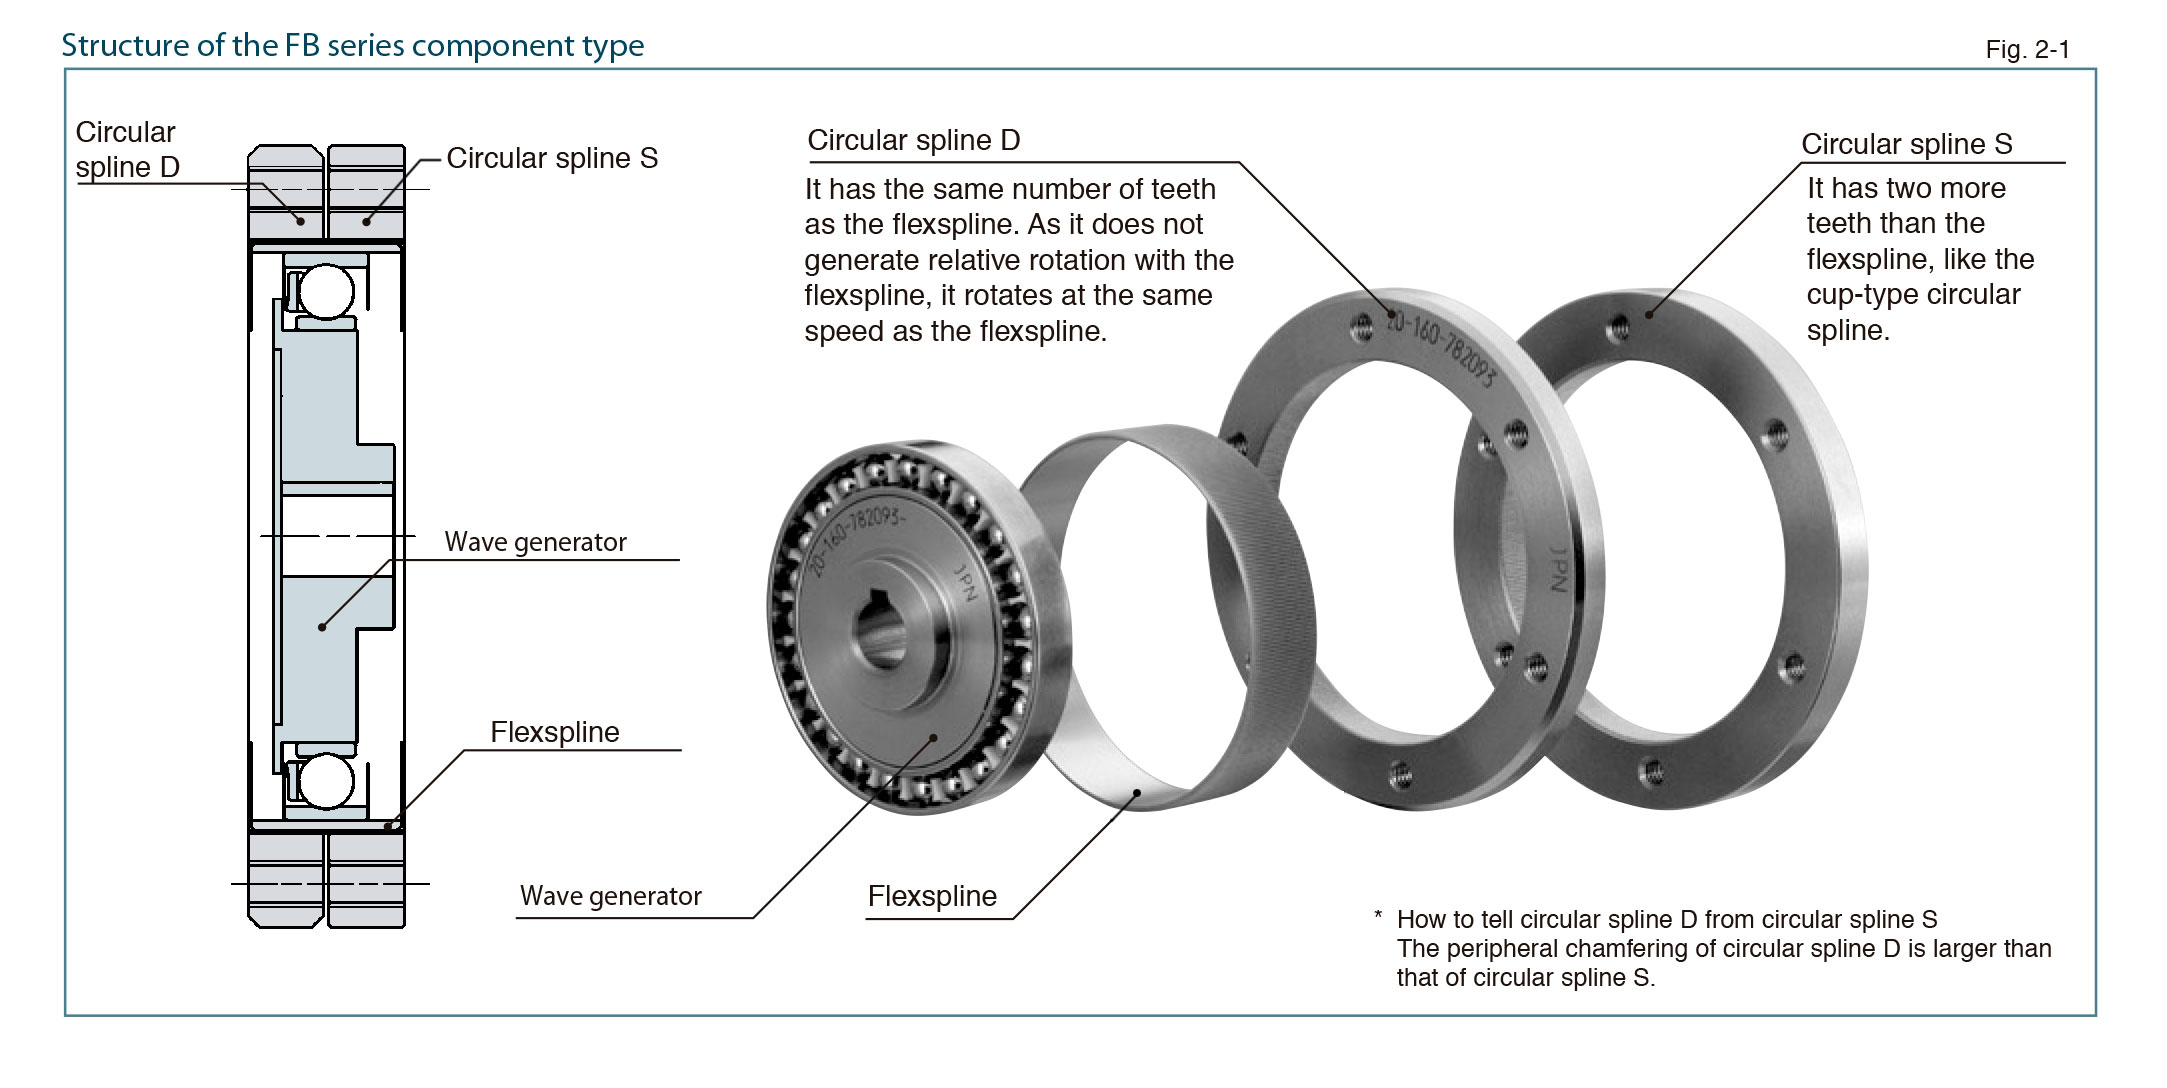 Structure of the FB series component type
Fig. 2-1
Circular
spline D
Circular spline S
Wave generator
Flexspline
Circular spline D
It has the same number of teeth
as the flexspline. As it does not
generate relative rotation with the
flexspline, it rotates at the same
speed as the flexspline.
Circular spline S
It has two more
teeth than the
flexspline, like the
cup-type circular
spline.
20-160-782093
JPN
20-160-782093-
JPN
Wave generator
Flexspline
* How to tell circular spline D from circular spline S
The peripheral chamfering of circular spline D is larger than
that of circular spline S.